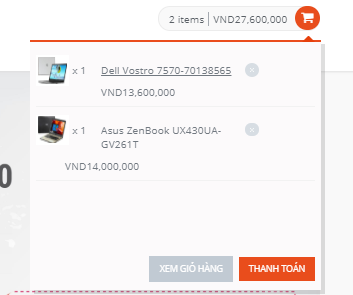 2 items | VND27,600,000
x 1 Dell Vostro 7570-70138565
VND13,600,000
x 1 Asus ZenBook UX430UA-
GV261T
VND14,000,000
0
XEM GIỎ HÀNG THANH TOÁN